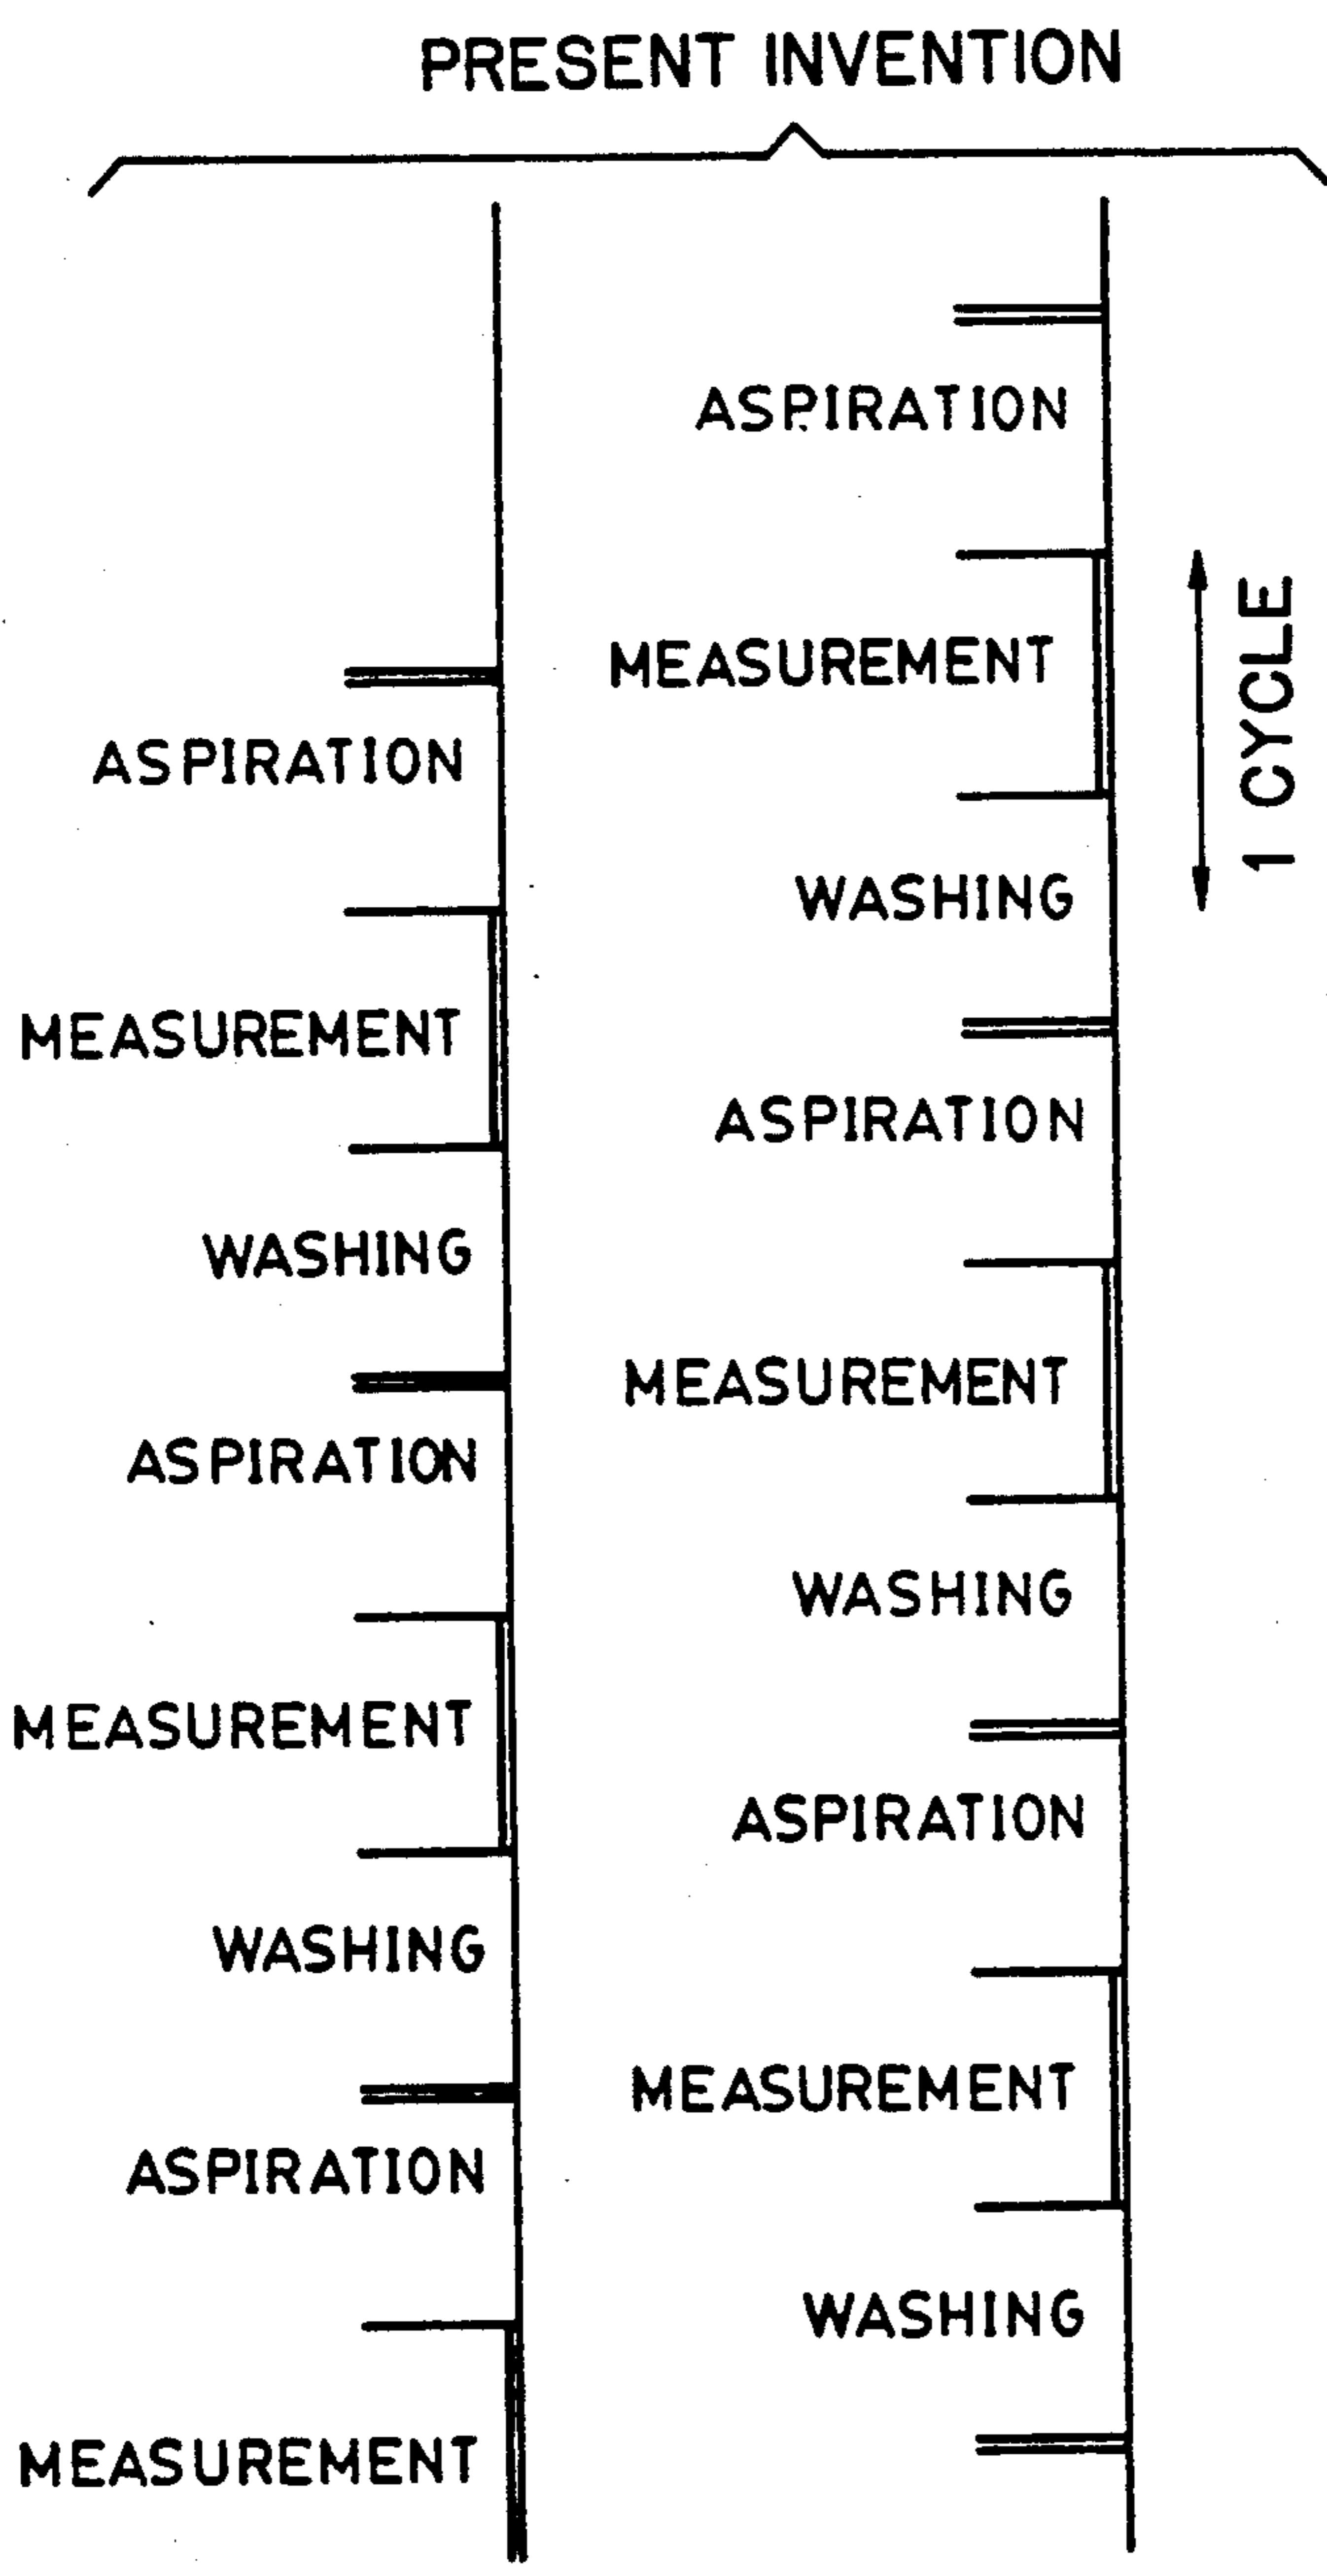 PRESENT INVENTION
ASPIRATION
MEASUREMENT
WASHING
ASPIRATION
MEASUREMENT
WASHING
ASPIRATION
MEASUREMENT
ASPIRATION
MEASUREMENT
WASHING
ASPIRATION
MEASUREMENT
WASHING
ASPIRATION
MEASUREMENT
WASHING
1 CYCLE